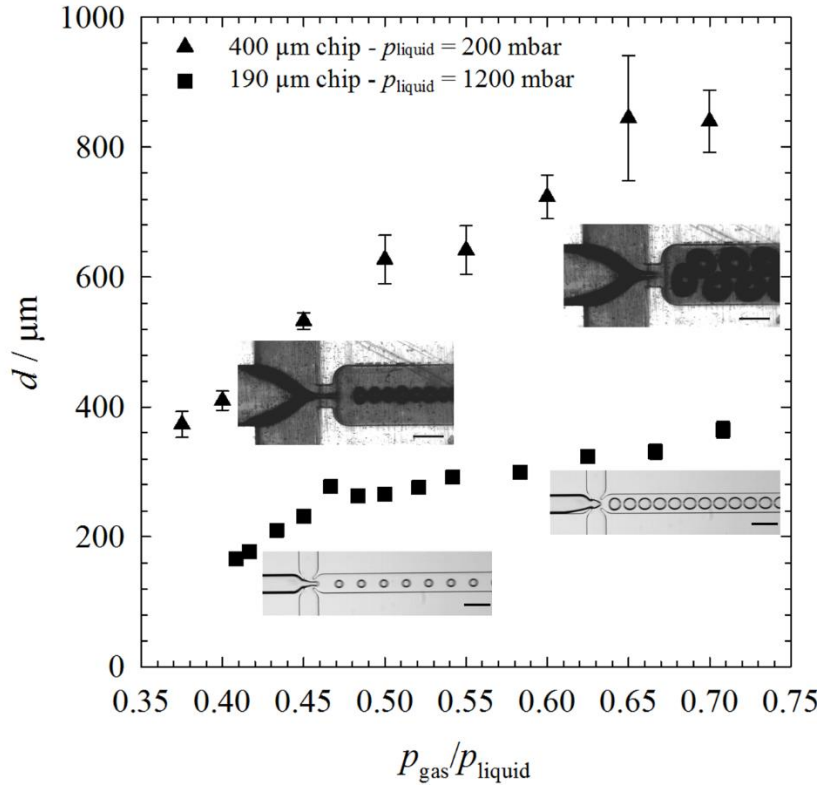 1000
800
600
400
200
0
400 µm chip - pliquid = 200 mbar
190 µm chip - pliquid = 1200 mbar
d / µm
0.35 0.40 0.45 0.50 0.55 0.60 0.65 0.70 0.75
pgas/pliquid